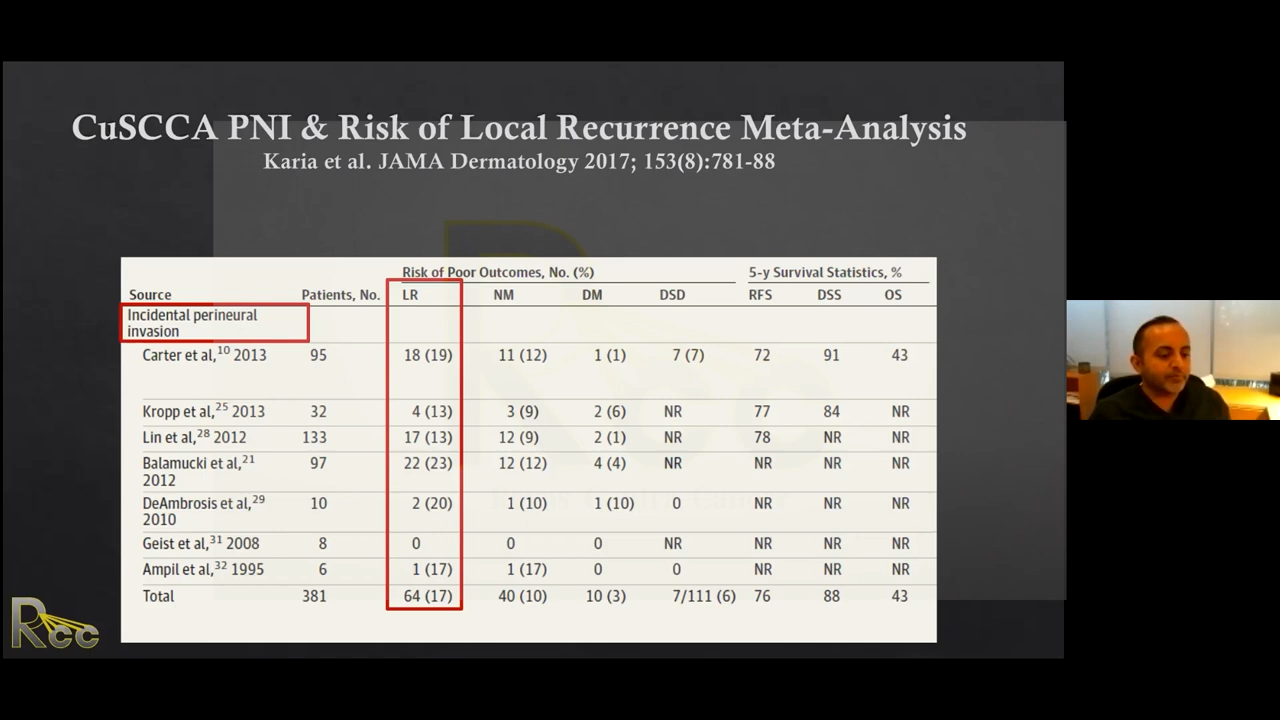 CuSCCA PNI & Risk of Local Recurrence Meta-Analysis
Karia et al. JAMA Dermatology 2017; 153(8):781-88
Risk of Poor Outcomes, No. (%) 5-y Survival Statistics, %
Source Patients, No. LR NM DM DSD RFS DSS OS
Incidental perineural
invasion
Carter et al,10 2013 95 18 (19) 11 (12) 1 (1) 7 (7) 72 91 43
Kropp et al,25 2013 32 4 (13) 3 (9) 2 (6) NR 77 84 NR
Lin et al,28 2012 133 17 (13) 12 (9) 2 (1) NR 78 NR NR
Balamucki et al,21 97 22 (23) 12 (12) 4 (4) NR NR NR NR
2012
DeAmbrosis et al,29 10 2 (20) 1 (10) 1 (10) 0 NR NR NR
2010
Geist et al,31 2008 8 0 0 0 NR NR NR NR
Ampil et al,32 1995 6 1 (17) 1 (17) 0 0 NR NR NR
Total 381 64 (17) 40 (10) 10 (3) 7/111 (6) 76 88 43
Rcc